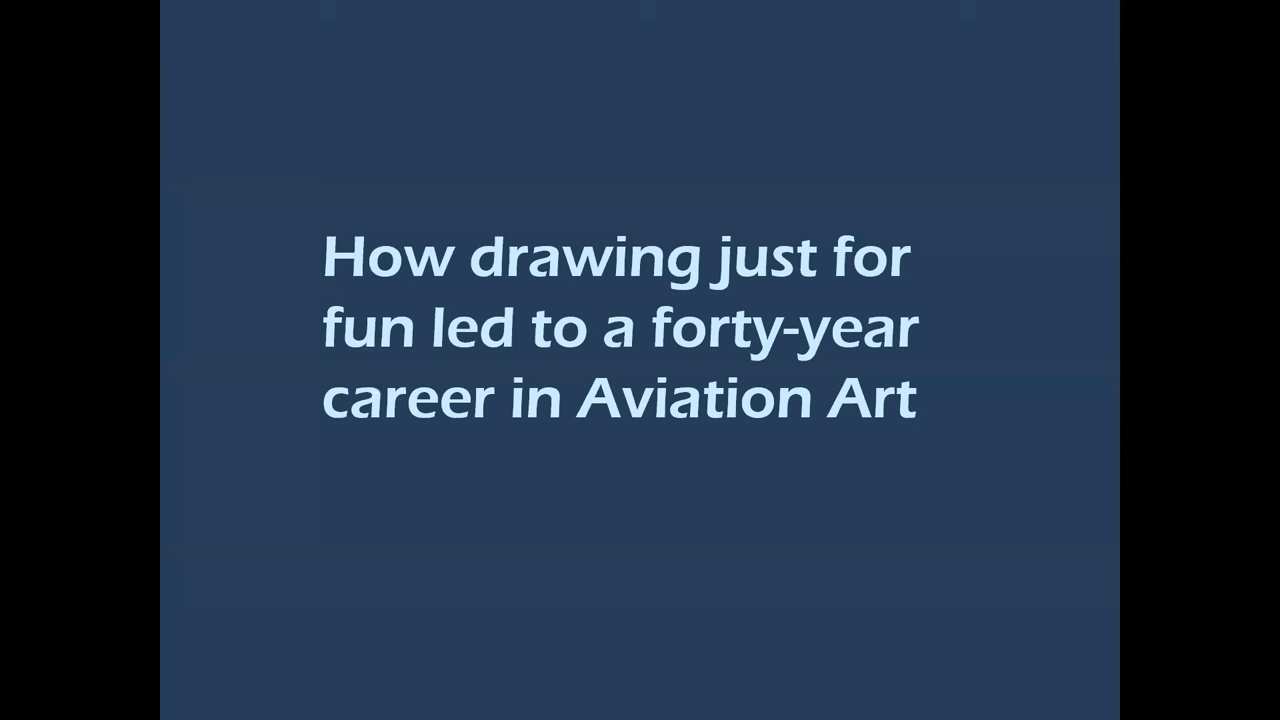 How drawing just for
fun led to a forty-year
career in Aviation Art